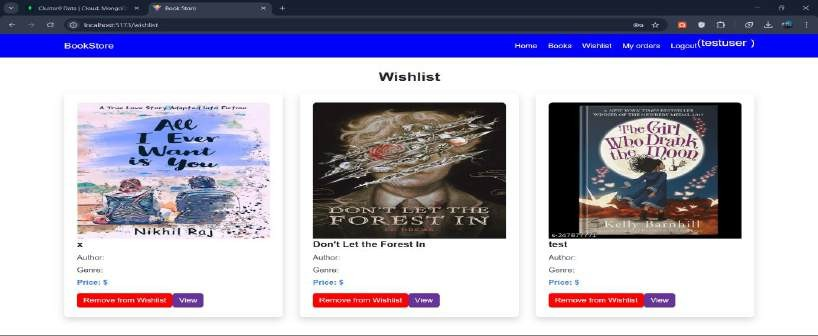 Cluster0 Data | Cloud: MongoD
Book Store
localhost:5173/wishlist
BookStore
Home Books Wishlist My orders Logout(testuser )
Wishlist
A True Love Story Adapted Into Fiction
All
I Ever
Want
is You
Nikhil Raj
x
Author:
Genre:
Price: $
Remove from Wishlist View
DON'T LET THE
FOREST IN
Don't Let the Forest In
Author:
Genre:
Price: $
Remove from Wishlist View
A NEW YORK TIMES BESTSELLER
WINNER OF THE NEWBERY MEDAL
The Girl
Who Drank
the Moon
Kelly Barnhill
test
Author:
Genre:
Price: $
Remove from Wishlist View